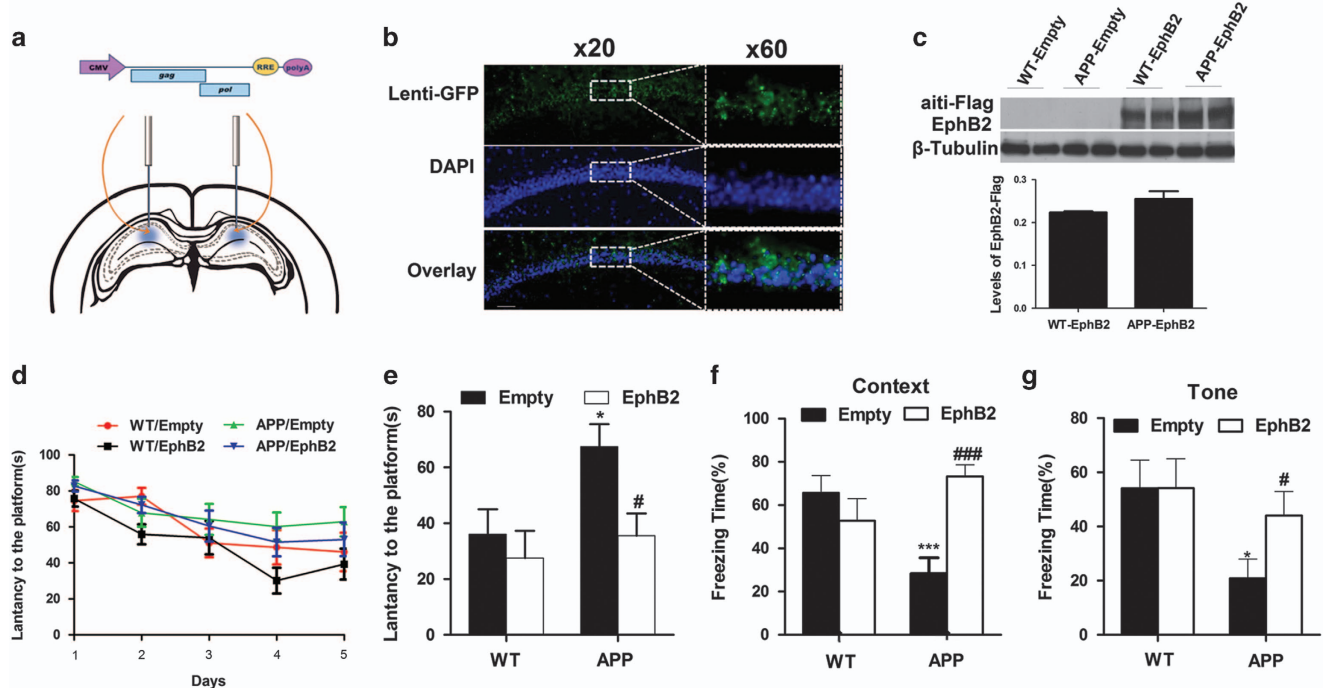 a
CMV
gag
pol
RRE
polyA
b
x20
x60
Lenti-GFP
DAPI
Overlay
c
WT-Empty
APP-Empty
WT-EphB2
APP-EphB2
aiti-Flag
EphB2
β-Tubulin
Levels of EphB2-Flag
0.3
0.2
0.1
0.0
WT-EphB2
APP-EphB2
d
WT/Empty
APP/Empty
WT/EphB2
APP/EphB2
Lantancy to the platform(s)
100
80
60
40
20
0
1 2 3 4 5
Days
e
Empty
EphB2
Lantancy to the platform(s)
80
60
40
20
0
*
#
WT
APP
f
Context
Empty
EphB2
Freezing Time(%)
100
80
60
40
20
0
***
###
WT
APP
g
Tone
Empty
EphB2
Freezing Time(%)
80
60
40
20
0
*
#
WT
APP